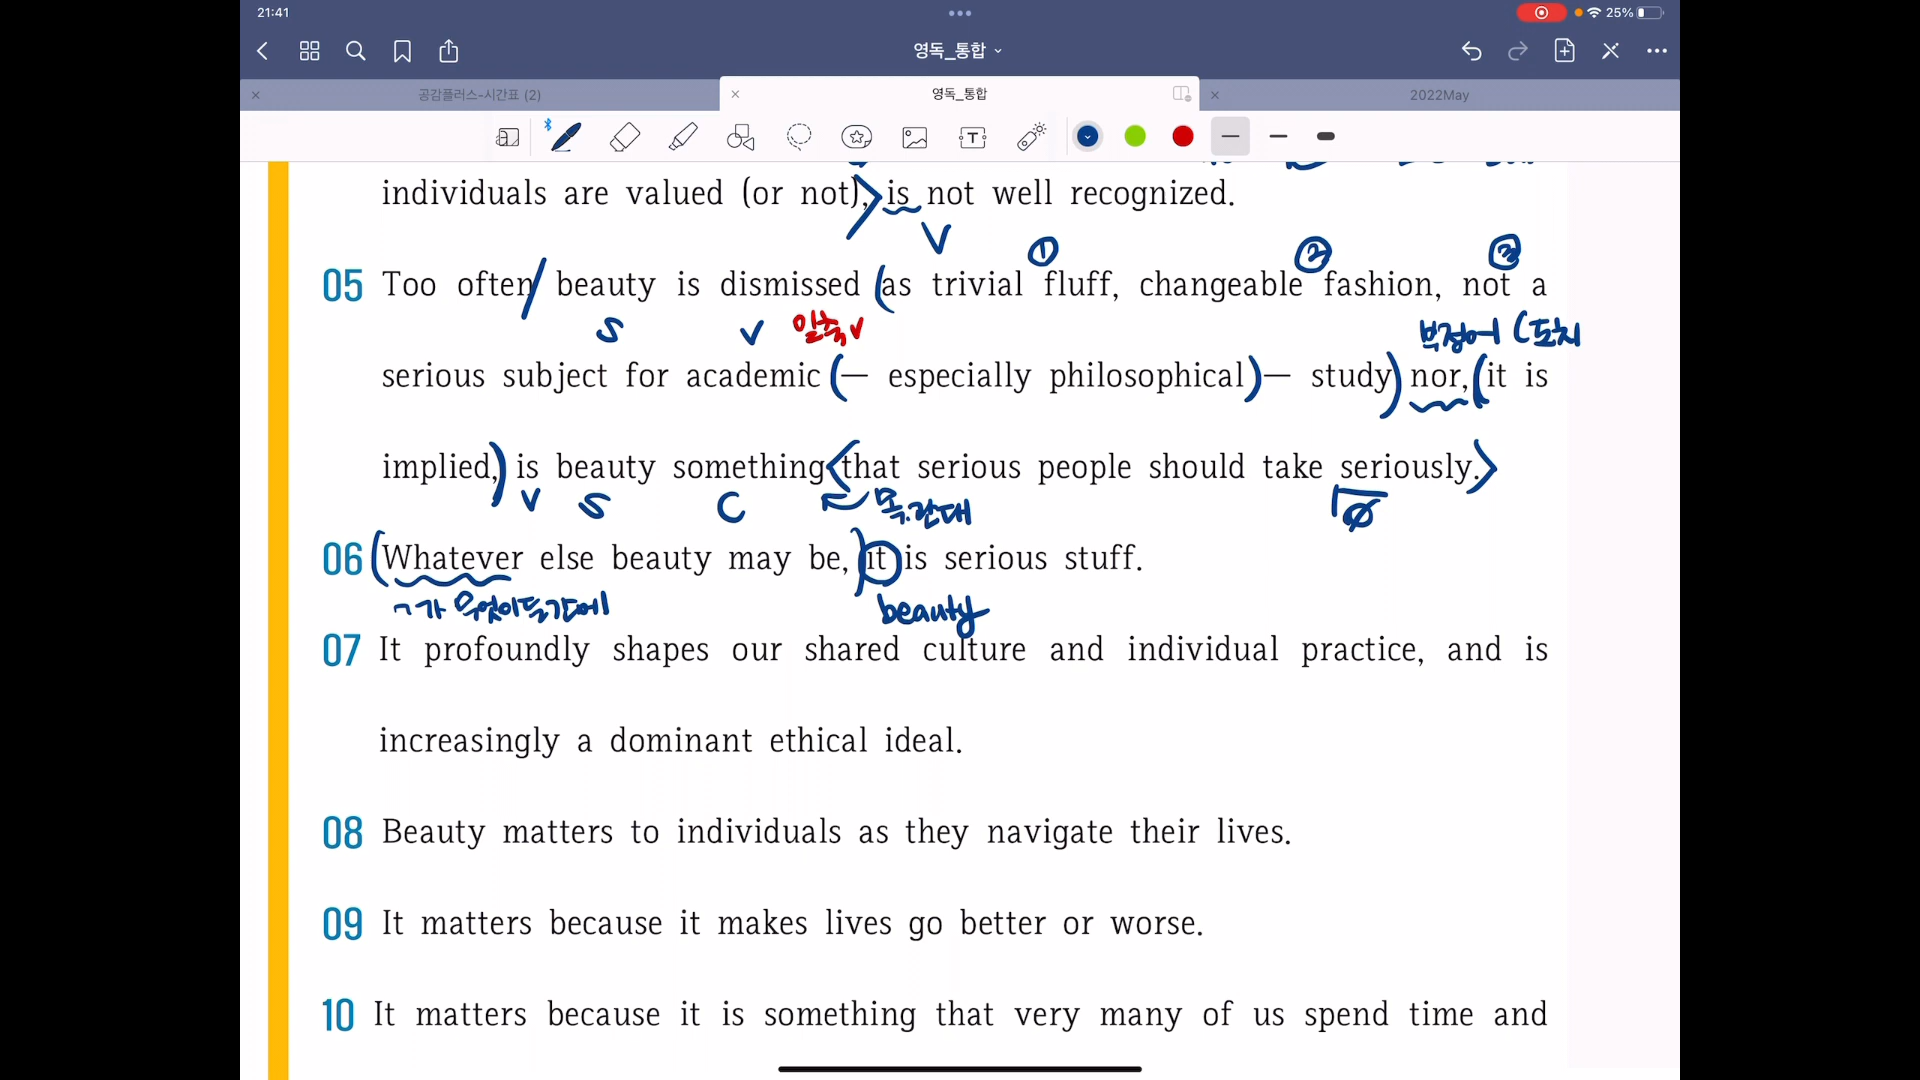 21:41
25%
영독_통합
공감플러스-시간표 (2)
영독_통합
2022May
individuals are valued (or not), is not well recognized.
V ① ② ③
05 Too often beauty is dismissed as trivial fluff, changeable fashion, not a
S V 일축 V 부정어 (도치
serious subject for academic — especially philosophical — study nor, it is
implied, is beauty something that serious people should take seriously.
V S C 목.관대 Ø
06 Whatever else beauty may be, it is serious stuff.
~가 무엇이든간에 beauty
07 It profoundly shapes our shared culture and individual practice, and is
increasingly a dominant ethical ideal.
08 Beauty matters to individuals as they navigate their lives.
09 It matters because it makes lives go better or worse.
10 It matters because it is something that very many of us spend time and